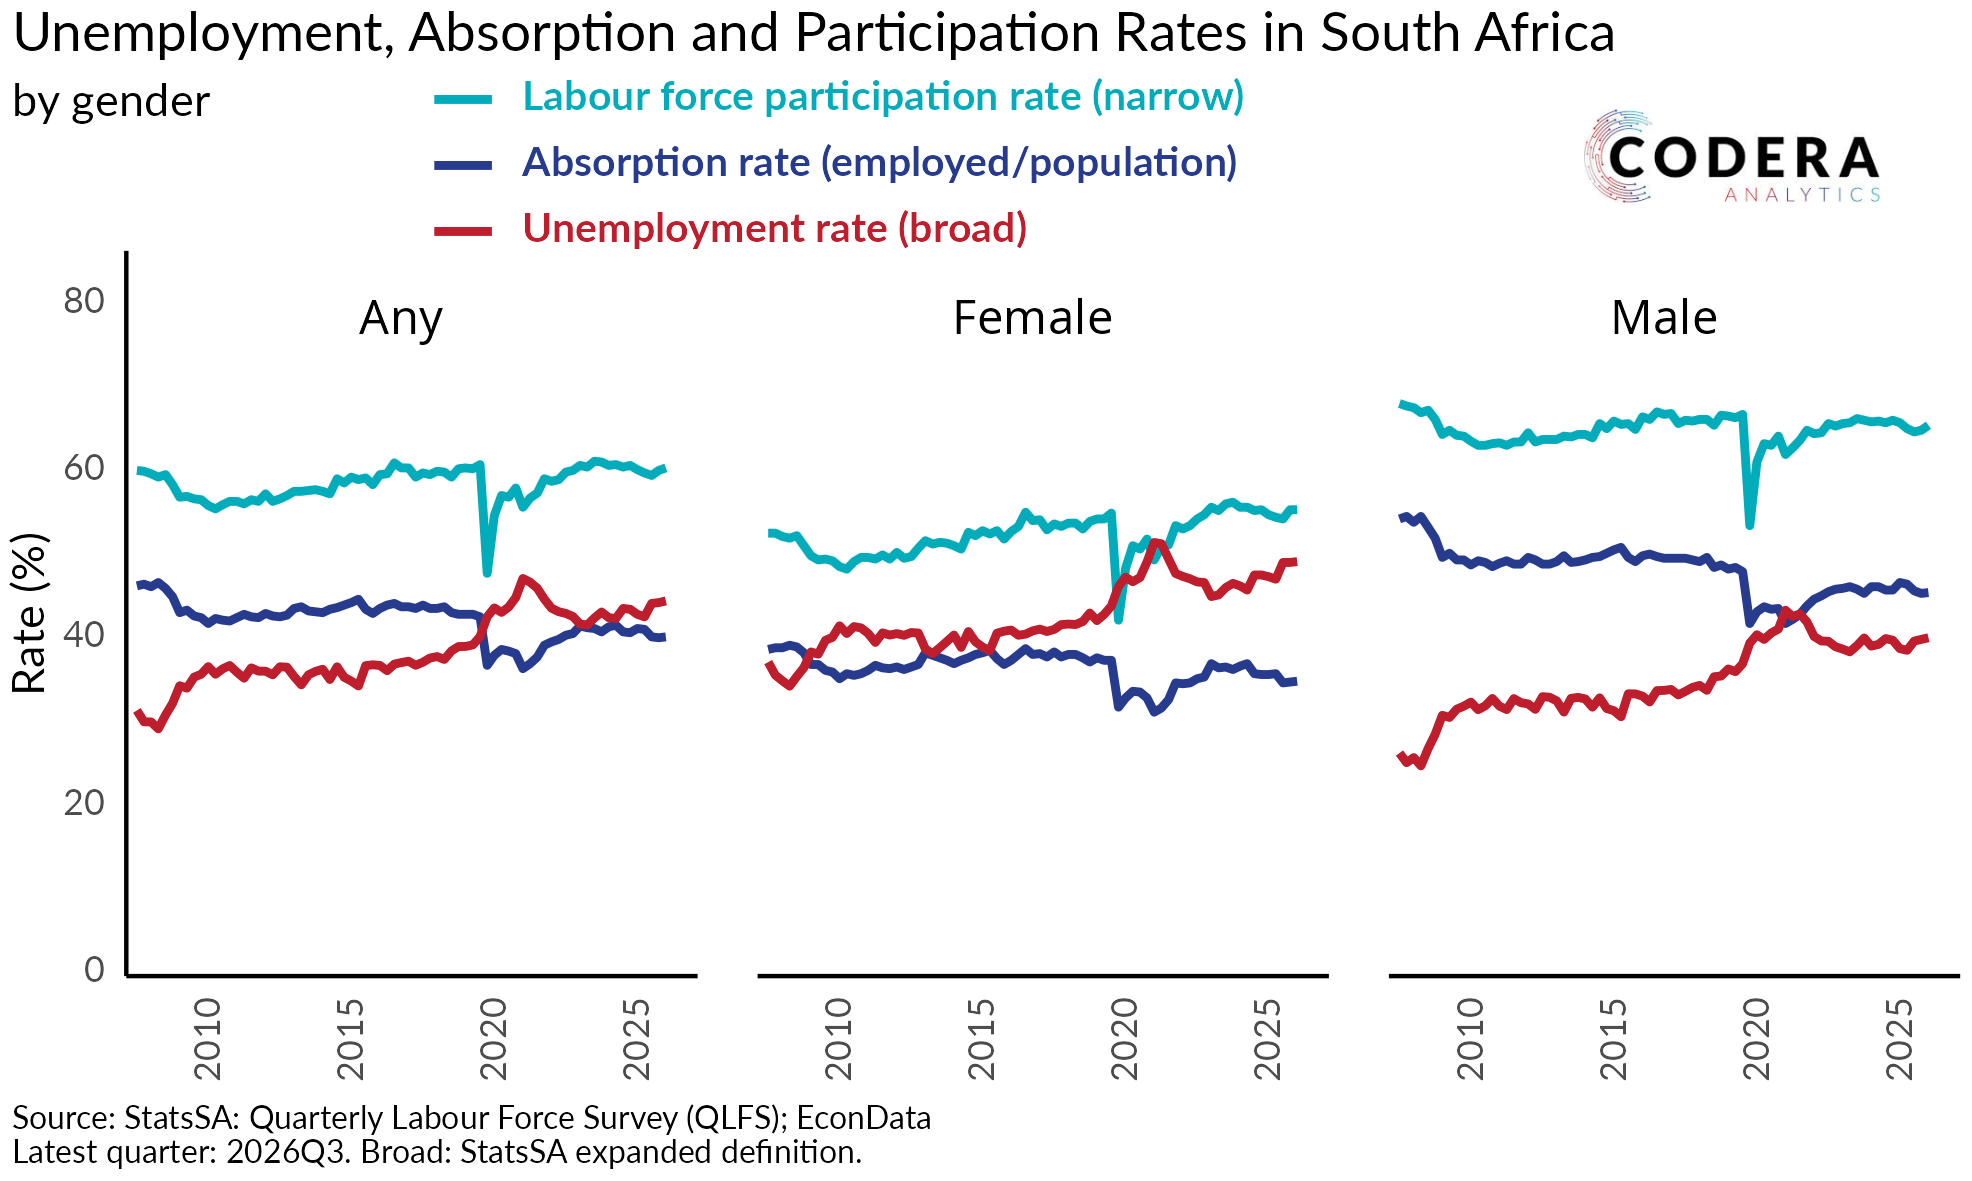 Unemployment, Absorption and Participation Rates in South Africa
by gender
Labour force participation rate (narrow)
Absorption rate (employed/population)
Unemployment rate (broad)
CODERA
ANALYTICS
Any
Female
Male
Rate (%)
80
60
40
20
0
2010
2015
2020
2025
2010
2015
2020
2025
2010
2015
2020
2025
Source: StatsSA: Quarterly Labour Force Survey (QLFS); EconData
Latest quarter: 2026Q3. Broad: StatsSA expanded definition.